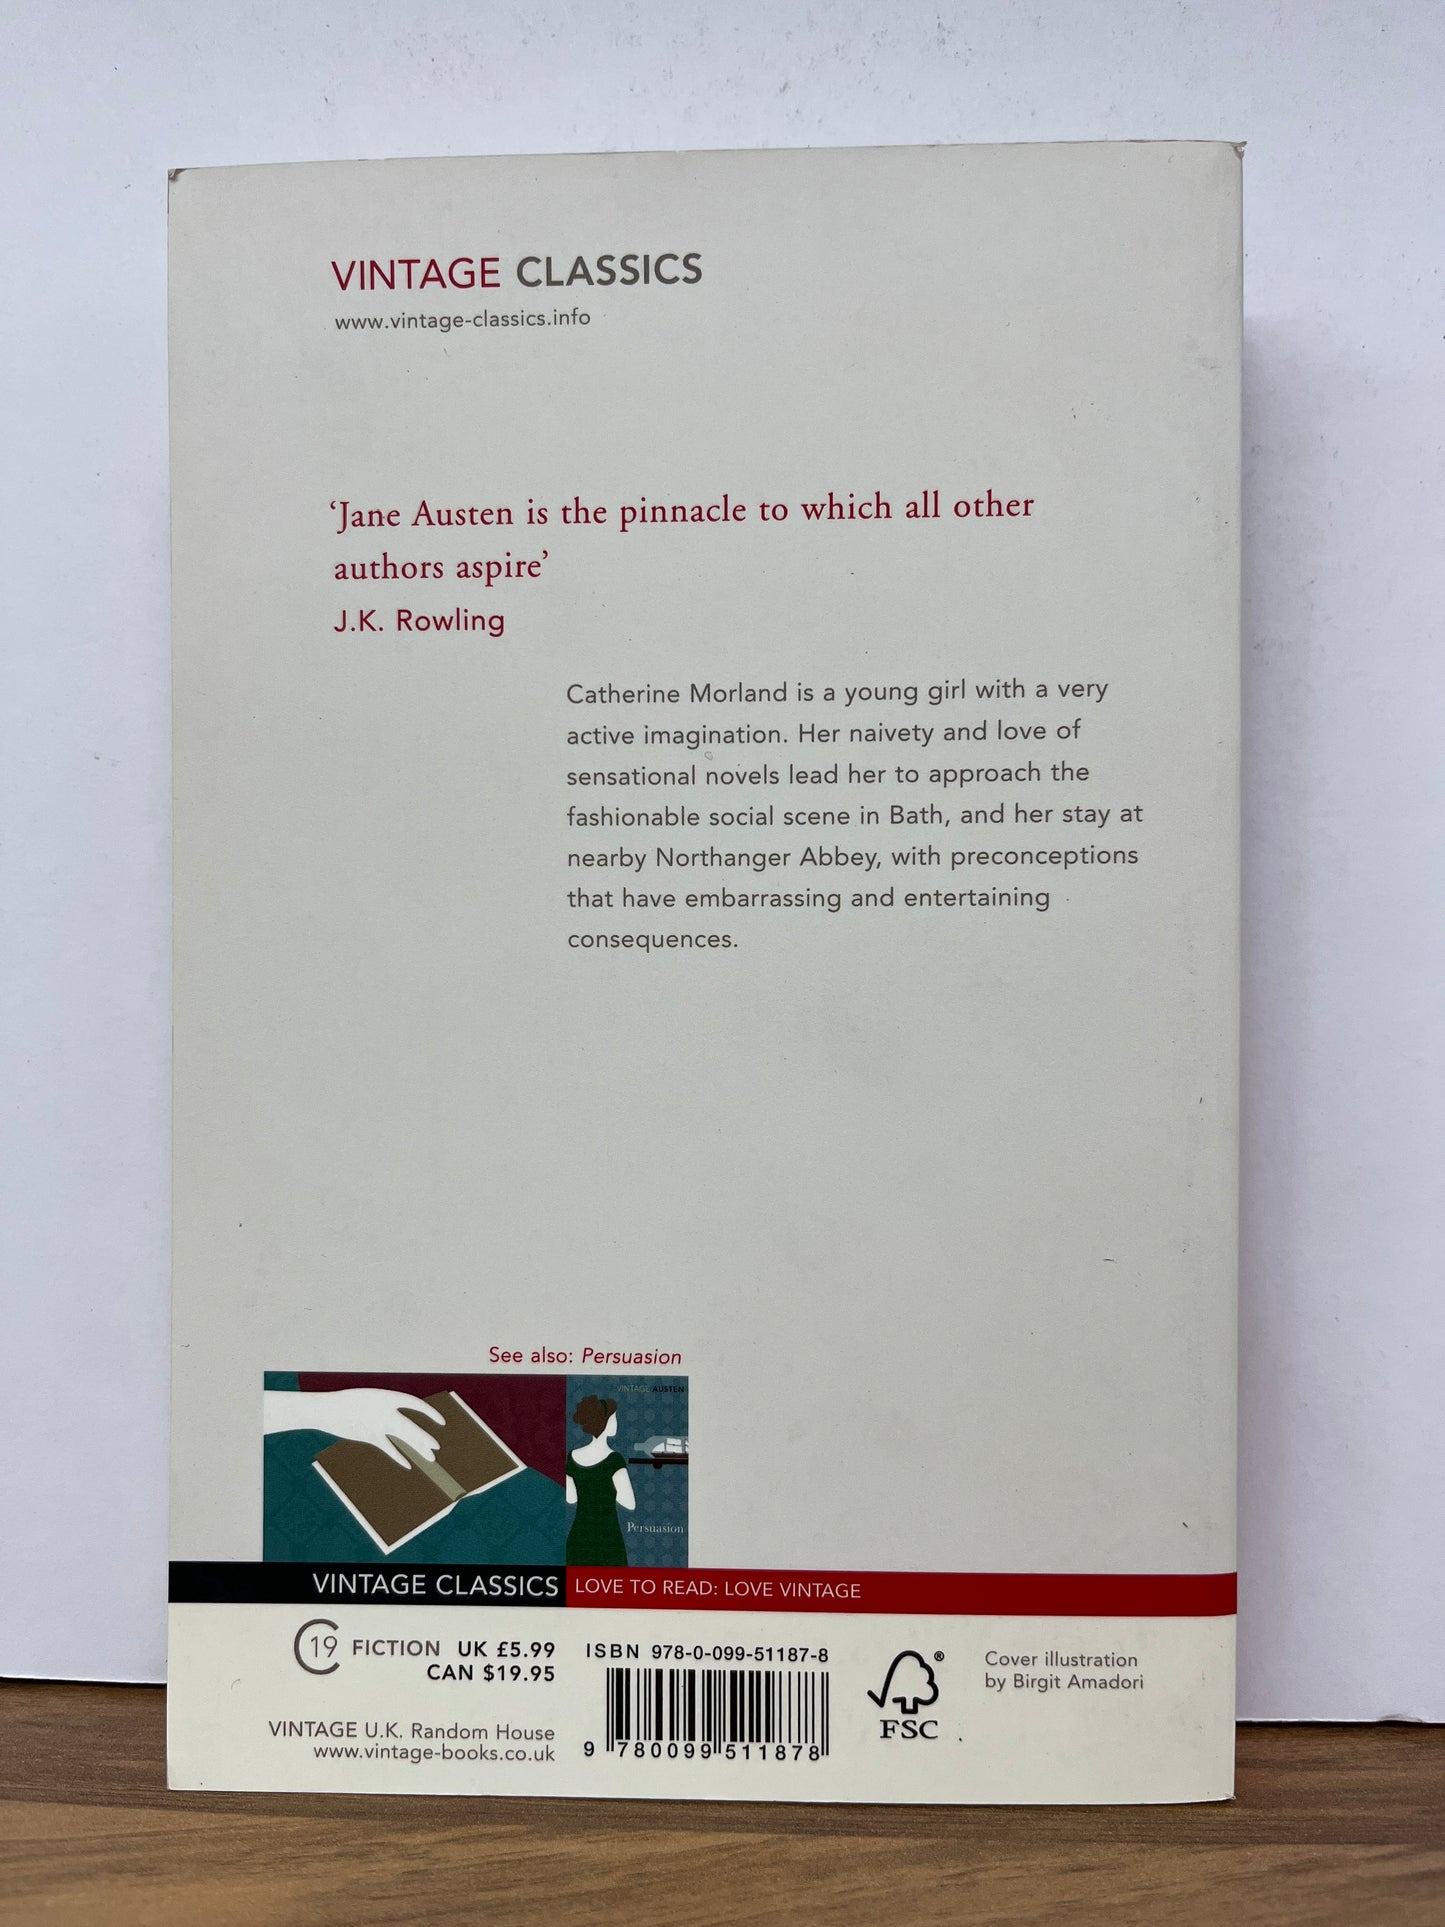 VINTAGE CLASSICS
www.vintage-classics.info
‘Jane Austen is the pinnacle to which all other
authors aspire’
J.K. Rowling
Catherine Morland is a young girl with a very
active imagination. Her naivety and love of
sensational novels lead her to approach the
fashionable social scene in Bath, and her stay at
nearby Northanger Abbey, with preconceptions
that have embarrassing and entertaining
consequences.
See also: Persuasion
VINTAGE AUSTEN
Persuasion
VINTAGE CLASSICS LOVE TO READ: LOVE VINTAGE
C19 FICTION UK £5.99
CAN $19.95
VINTAGE U.K. Random House
www.vintage-books.co.uk
ISBN 978-0-099-51187-8
9 780099 511878
® FSC
Cover illustration
by Birgit Amadori